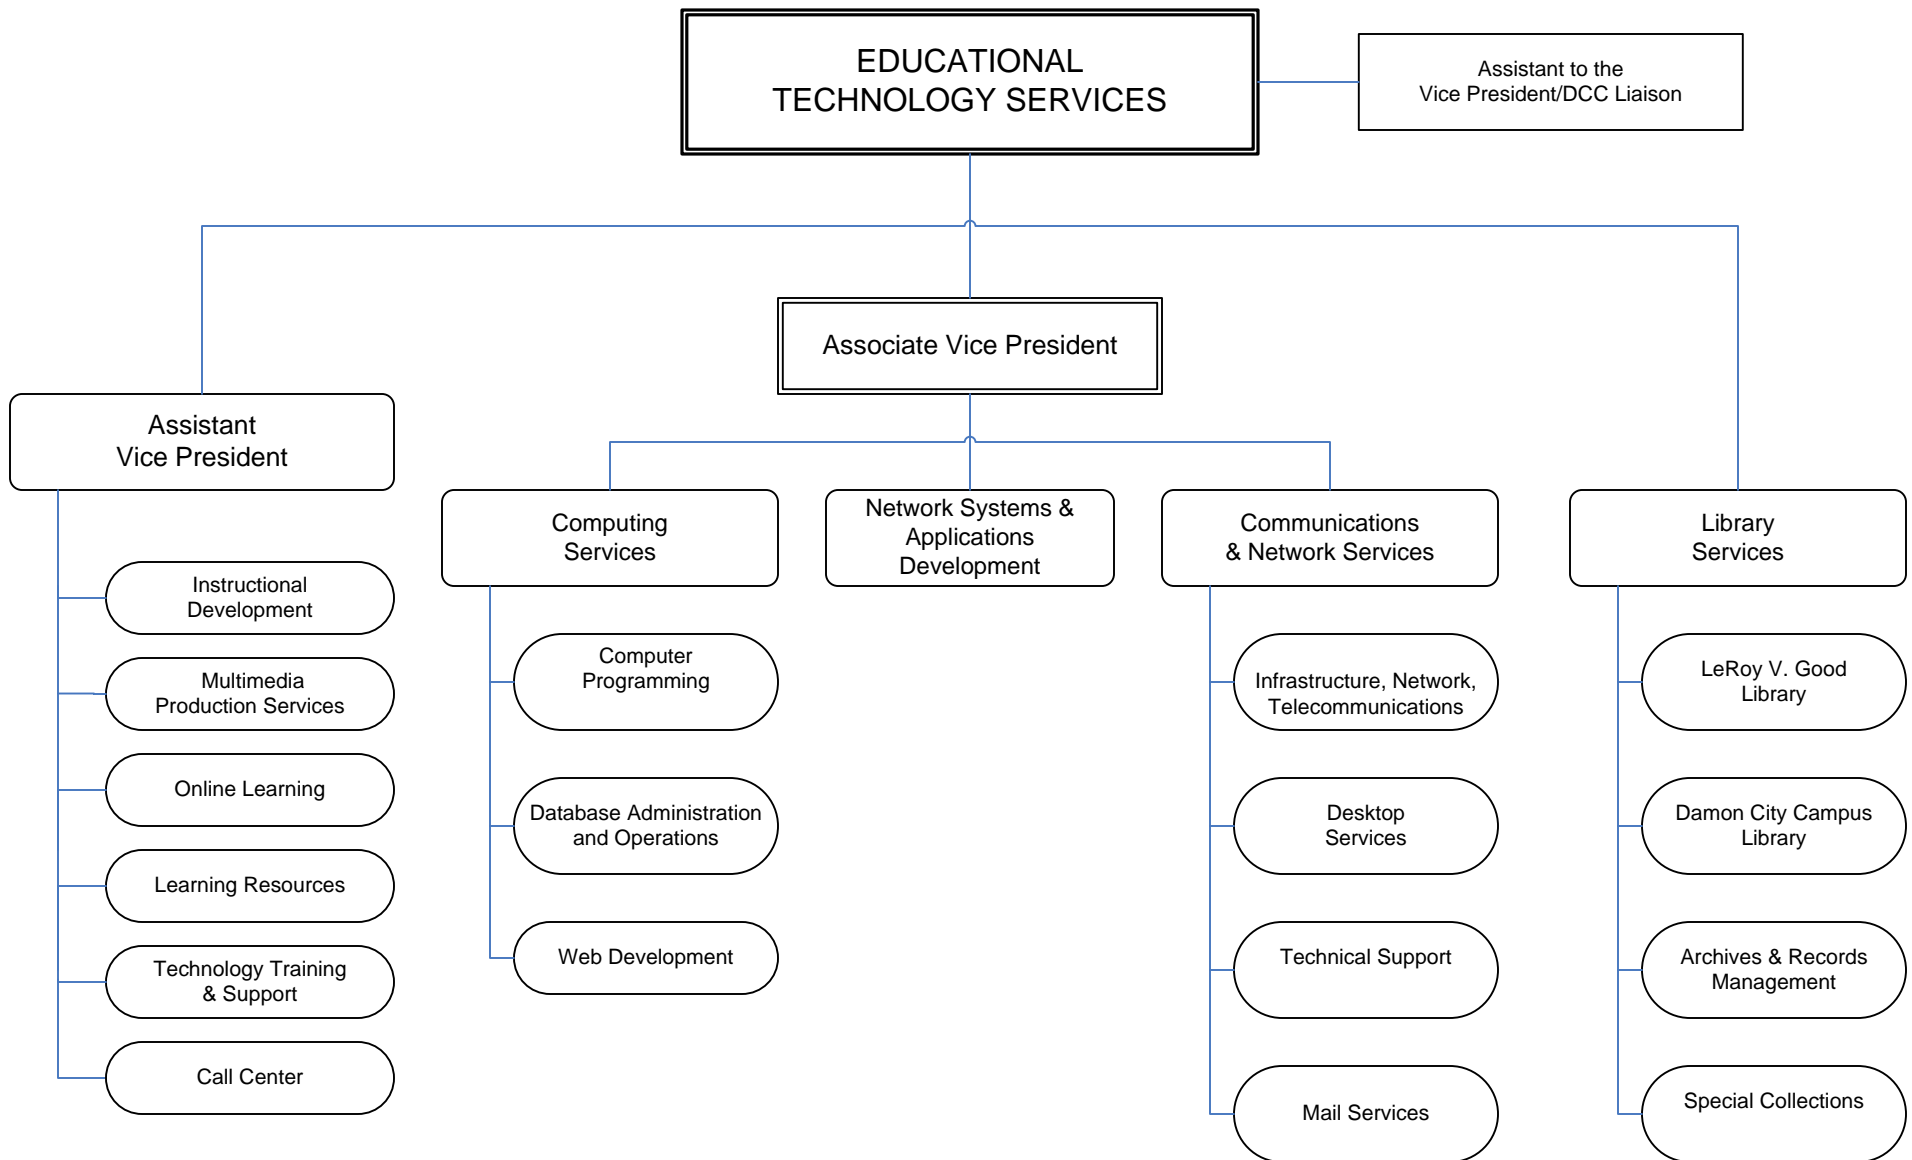 EDUCATIONAL
TECHNOLOGY SERVICES
Assistant to the
Vice President/DCC Liaison
Associate Vice President
Assistant
Vice President
Instructional
Development
Multimedia
Production Services
Online Learning
Learning Resources
Technology Training
& Support
Call Center
Computing
Services
Computer
Programming
Database Administration
and Operations
Web Development
Network Systems &
Applications
Development
Communications
& Network Services
Infrastructure, Network,
Telecommunications
Desktop
Services
Technical Support
Mail Services
Library
Services
LeRoy V. Good
Library
Damon City Campus
Library
Archives & Records
Management
Special Collections